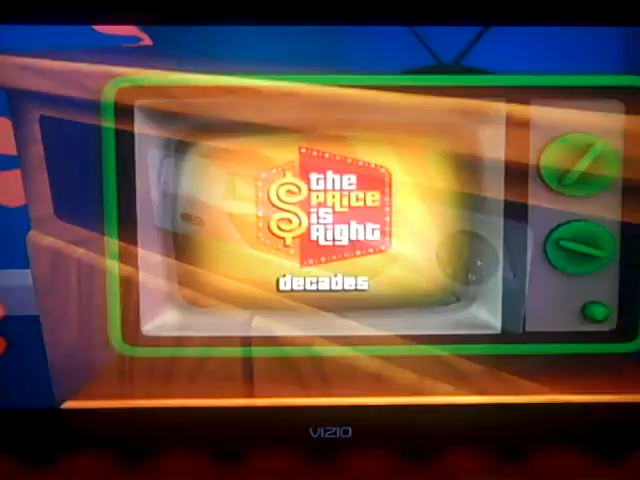 $ the
PRICE
is
Right
decades
VIZIO